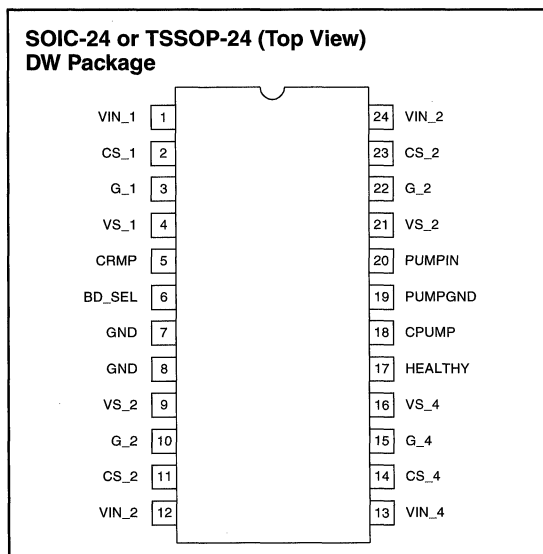 SOIC-24 or TSSOP-24 (Top View)
DW Package
VIN_1 1 24 VIN_2
CS_1 2 23 CS_2
G_1 3 22 G_2
VS_1 4 21 VS_2
CRMP 5 20 PUMPIN
BD_SEL 6 19 PUMPGND
GND 7 18 CPUMP
GND 8 17 HEALTHY
VS_2 9 16 VS_4
G_2 10 15 G_4
CS_2 11 14 CS_4
VIN_2 12 13 VIN_4